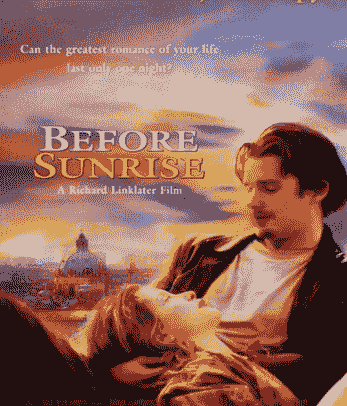 Can the greatest romance of your life
last only one night?
BEFORE
SUNRISE
A Richard Linklater Film